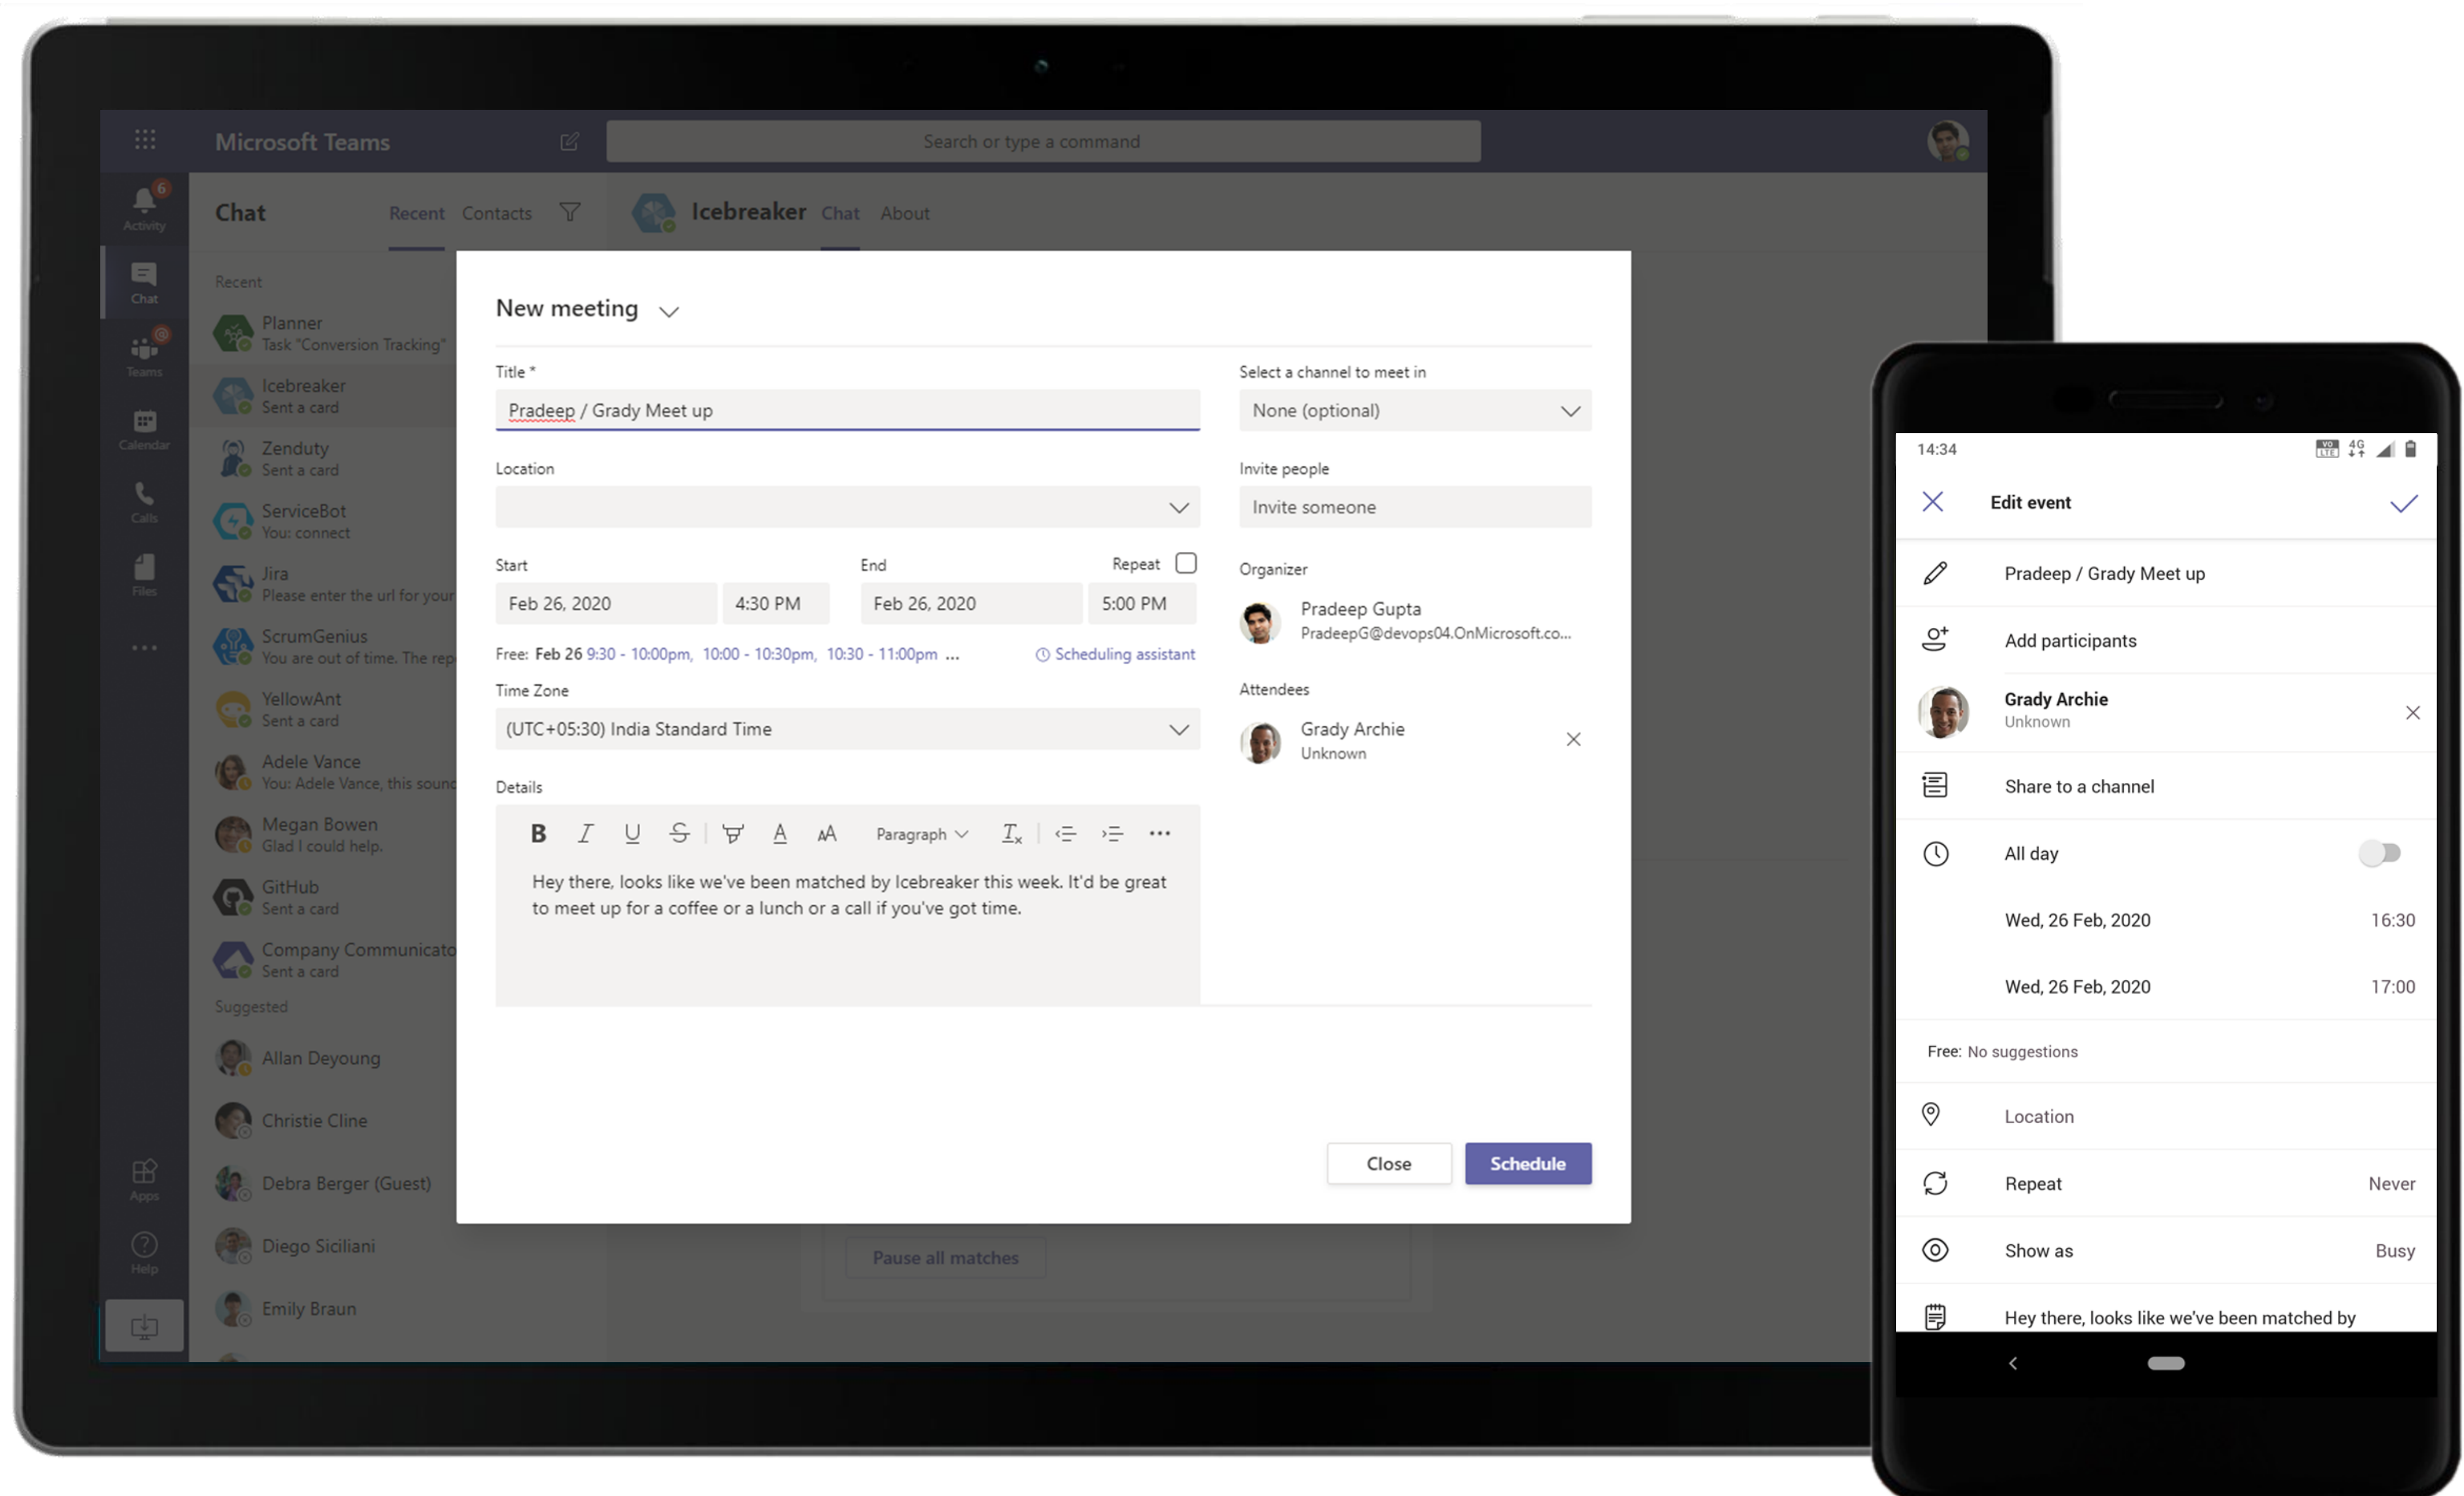 Microsoft Teams
Search or type a command
6
Activity
Chat
Teams
Calendar
Calls
Files
Apps
Help
Chat
Recent Contacts
Recent
Planner
Task "Conversion Tracking"
Icebreaker
Sent a card
Zenduty
Sent a card
ServiceBot
You: connect
Jira
Please enter the url for your
ScrumGenius
You are out of time. The rep
YellowAnt
Sent a card
Adele Vance
You: Adele Vance, this soun
Megan Bowen
Glad I could help.
GitHub
Sent a card
Company Communicato
Sent a card
Suggested
Allan Deyoung
Christie Cline
Debra Berger (Guest)
Diego Siciliani
Emily Braun
Icebreaker Chat About
New meeting
Title *
Pradeep / Grady Meet up
Location
Start
End
Repeat
Feb 26, 2020 4:30 PM
Feb 26, 2020 5:00 PM
Free: Feb 26 9:30 - 10:00pm, 10:00 - 10:30pm, 10:30 - 11:00pm ...
Scheduling assistant
Time Zone
(UTC+05:30) India Standard Time
Details
B I U S A AA Paragraph Tx ...
Hey there, looks like we've been matched by Icebreaker this week. It'd be great
to meet up for a coffee or a lunch or a call if you've got time.
Select a channel to meet in
None (optional)
Invite people
Invite someone
Organizer
Pradeep Gupta
PradeepG@devops04.OnMicrosoft.co...
Attendees
Grady Archie
Unknown
Close
Schedule
Pause all matches
14:34
VO LTE 4G
Edit event
Pradeep / Grady Meet up
Add participants
Grady Archie
Unknown
Share to a channel
All day
Wed, 26 Feb, 2020 16:30
Wed, 26 Feb, 2020 17:00
Free: No suggestions
Location
Repeat Never
Show as Busy
Hey there, looks like we've been matched by